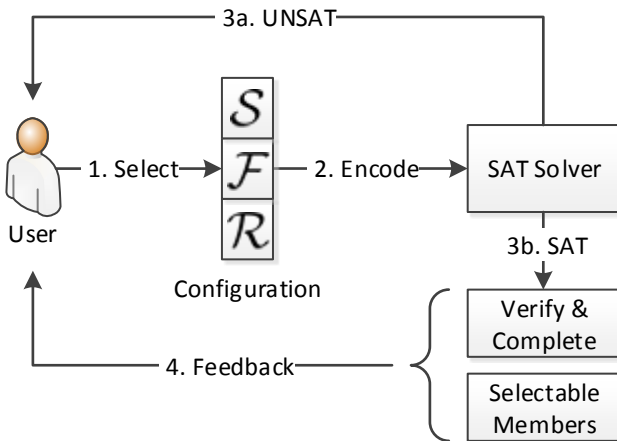 3a. UNSAT
𝒮
1. Select
ℱ
2. Encode
SAT Solver
User
ℛ
3b. SAT
Configuration
Verify &
Complete
4. Feedback
Selectable
Members